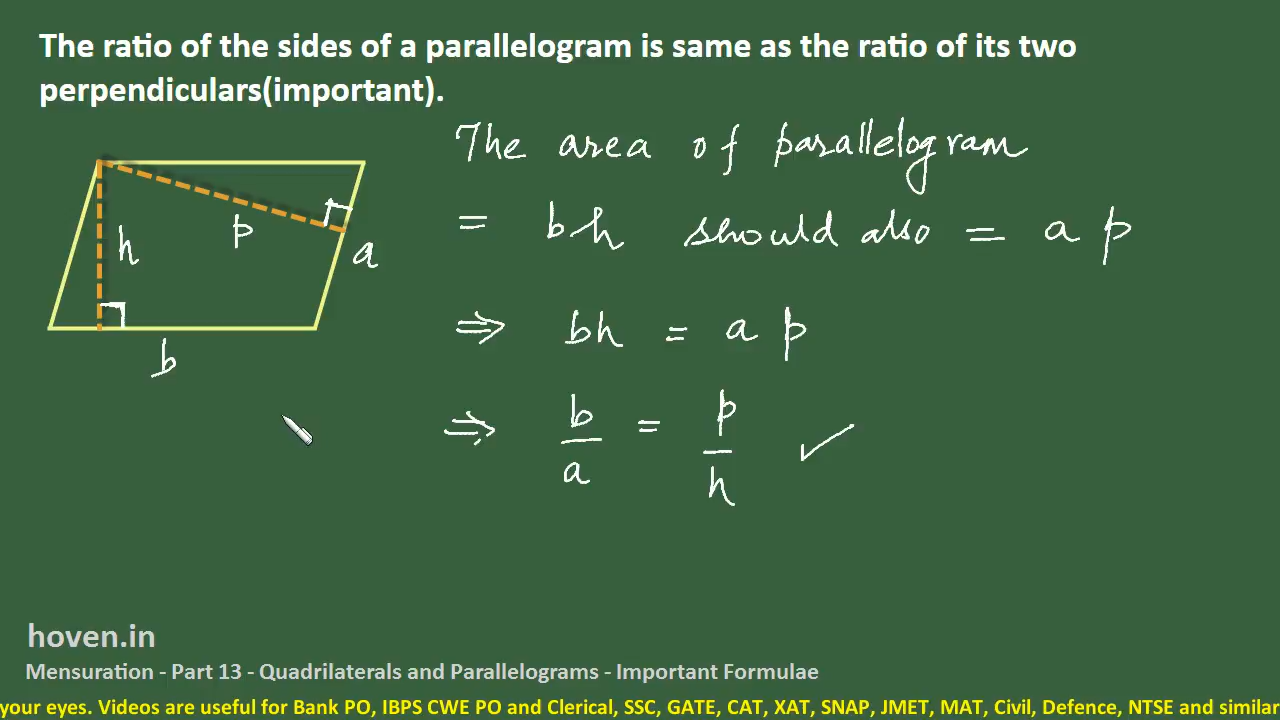 The ratio of the sides of a parallelogram is same as the ratio of its two
perpendiculars(important).
The area of parallelogram
= bh should also = a p
⇒ bh = a p
⇒ b/a = p/h ✓
h
p
a
b
hoven.in
Mensuration - Part 13 - Quadrilaterals and Parallelograms - Important Formulae
your eyes. Videos are useful for Bank PO, IBPS CWE PO and Clerical, SSC, GATE, CAT, XAT, SNAP, JMET, MAT, Civil, Defence, NTSE and similar